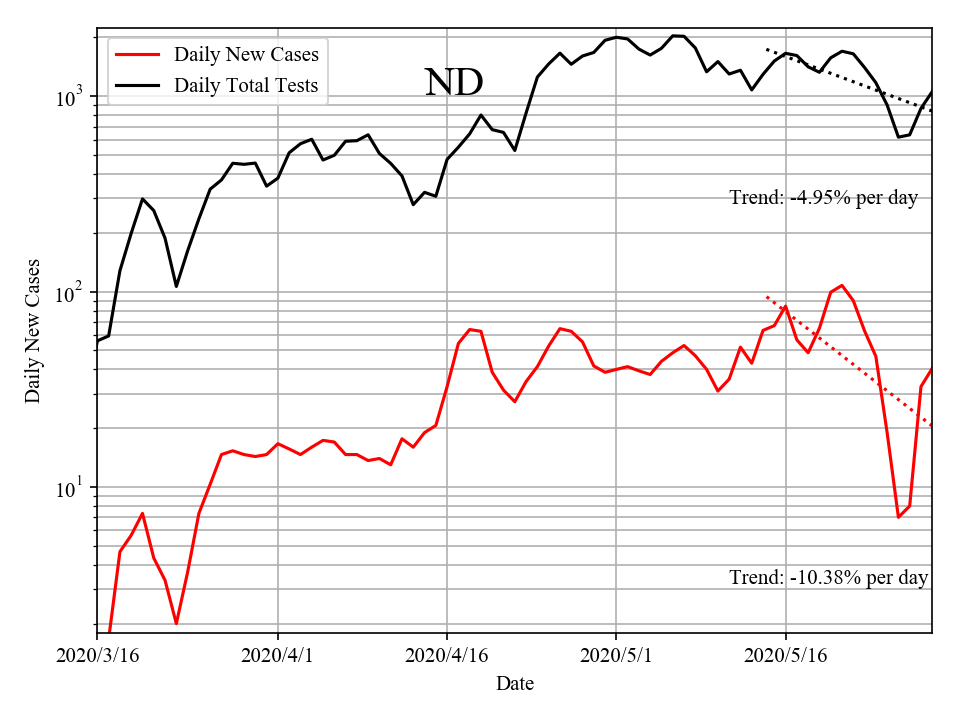 Daily New Cases
Daily Total Tests
ND
10³
10²
10¹
Daily New Cases
Trend: -4.95% per day
Trend: -10.38% per day
2020/3/16
2020/4/1
2020/4/16
2020/5/1
2020/5/16
Date